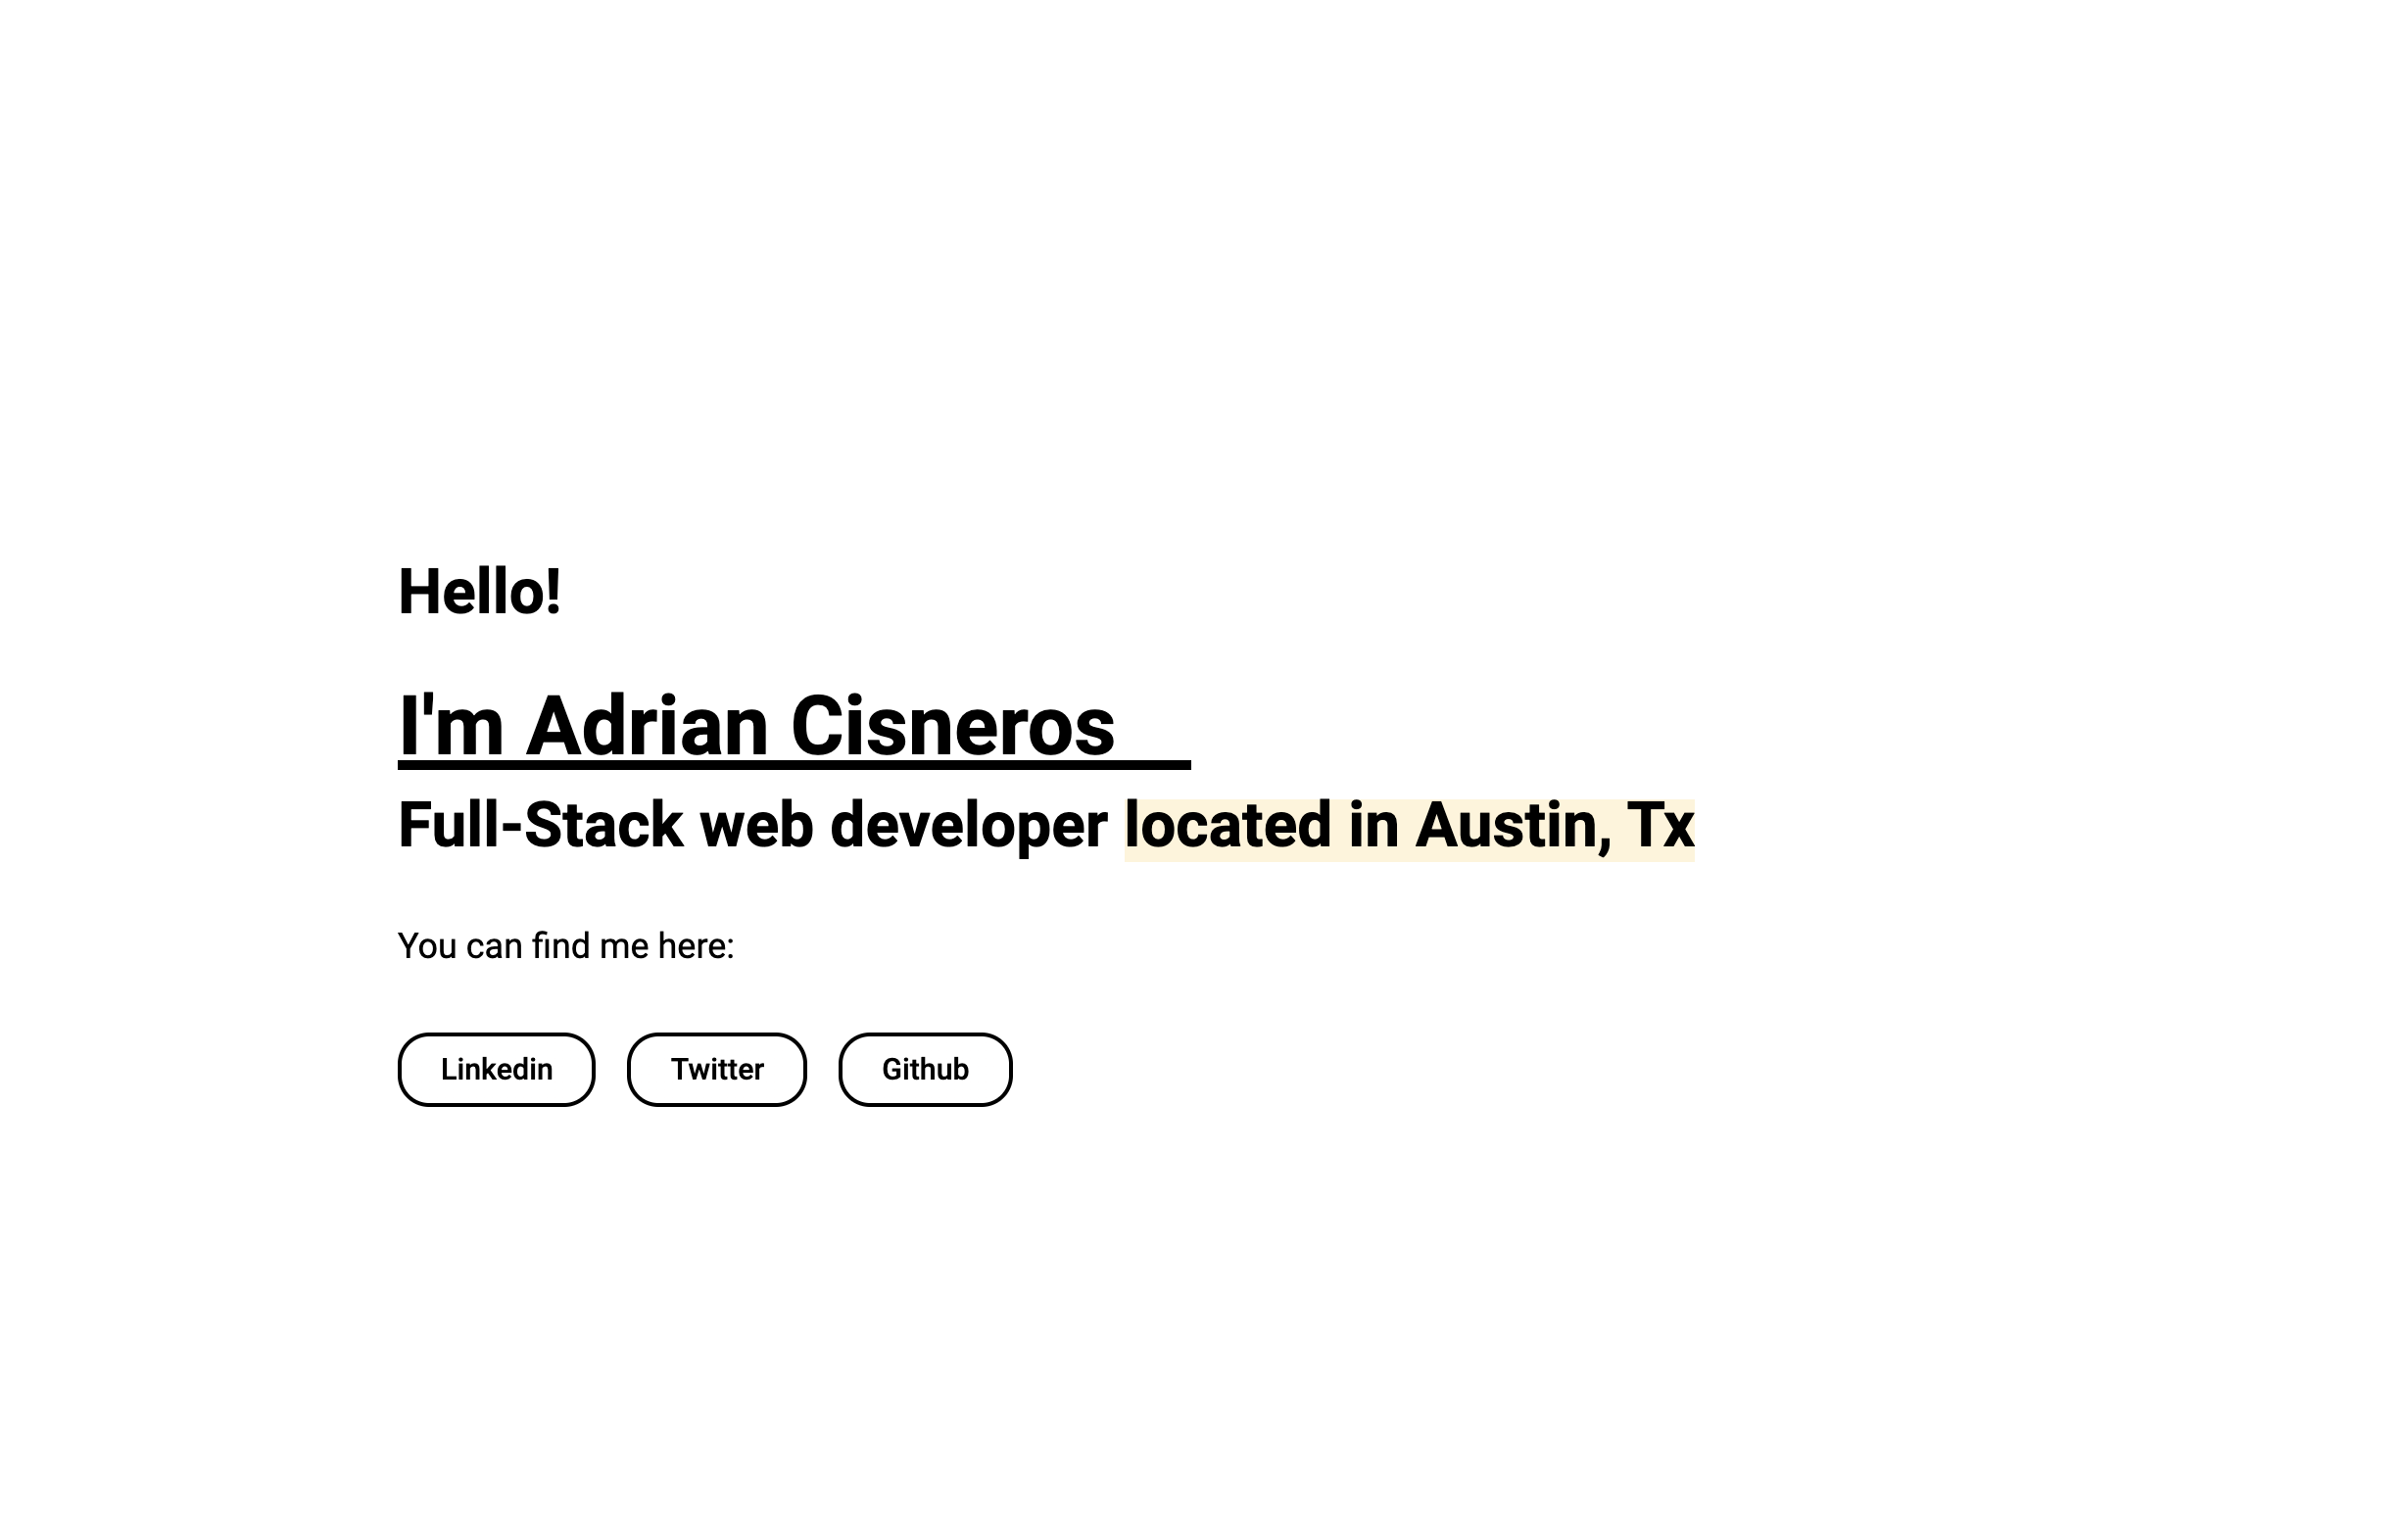 Hello!
I'm Adrian Cisneros
Full-Stack web developer located in Austin, Tx
You can find me here:
Linkedin Twitter Github